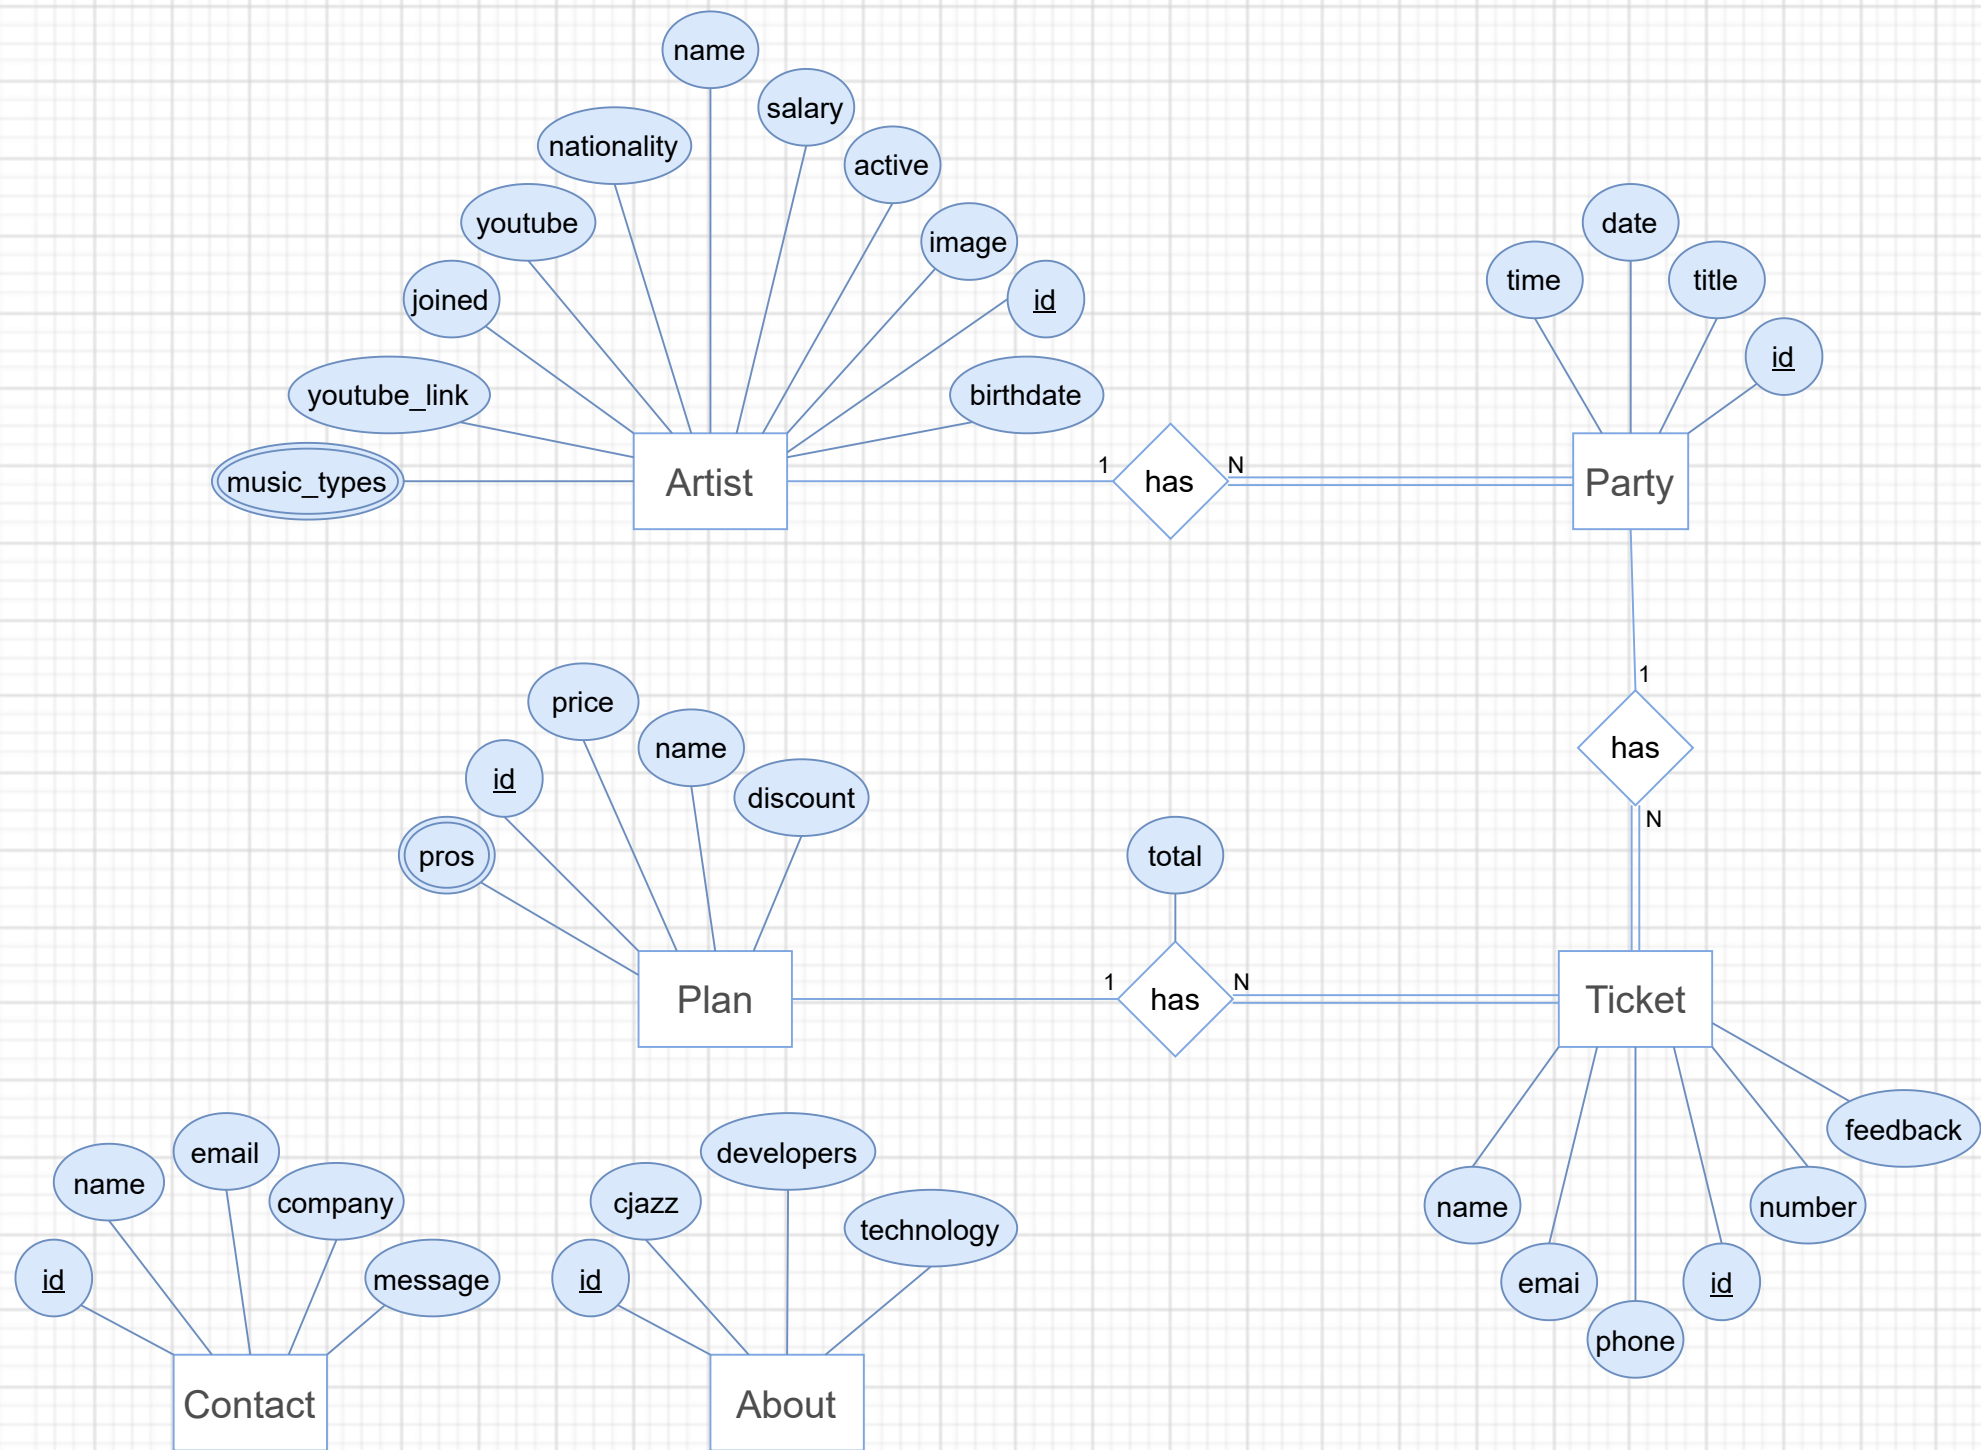 name
salary
nationality
active
youtube
image
joined
id
youtube_link
birthdate
music_types
Artist
1
has
N
date
time
title
id
Party
1
has
N
price
name
id
discount
pros
Plan
total
1
has
N
Ticket
feedback
name
number
emai
id
phone
email
name
company
id
message
Contact
developers
cjazz
technology
id
About